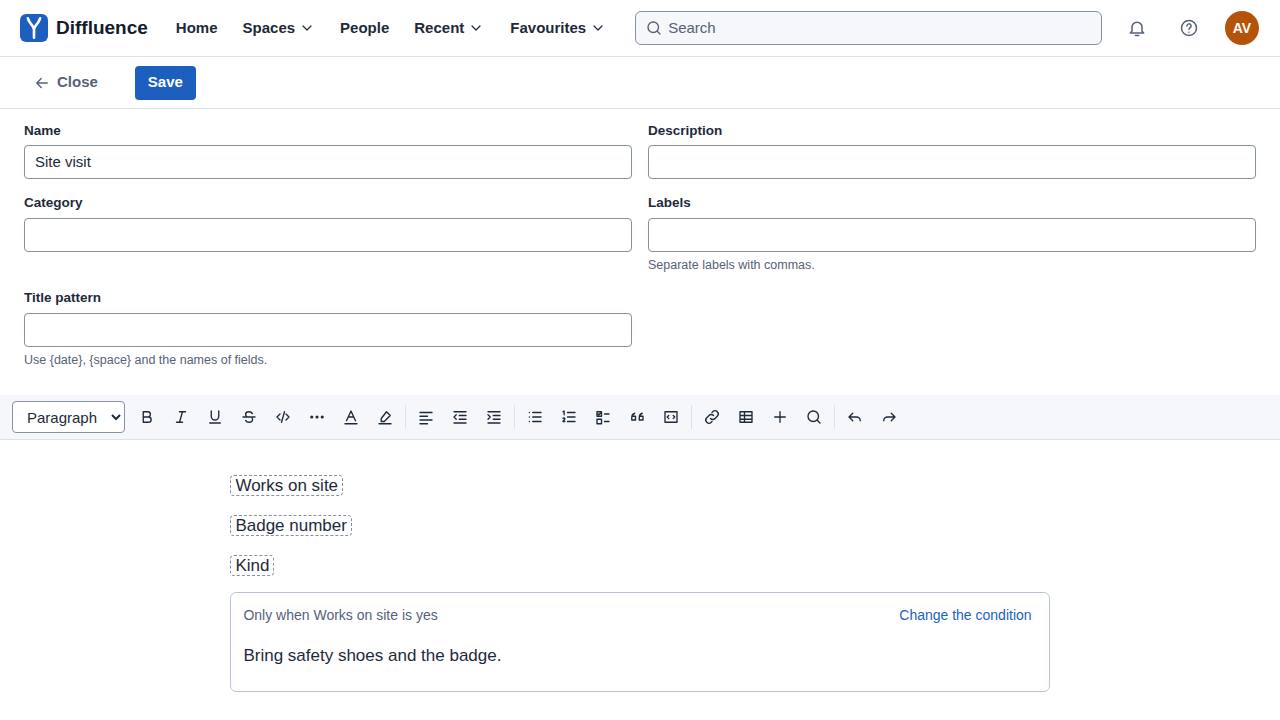 Diffluence Home Spaces People Recent Favourites Search AV
Close Save
Name Description
Site visit
Category Labels
Separate labels with commas.
Title pattern
Use {date}, {space} and the names of fields.
Paragraph
Works on site
Badge number
Kind
Only when Works on site is yes Change the condition
Bring safety shoes and the badge.